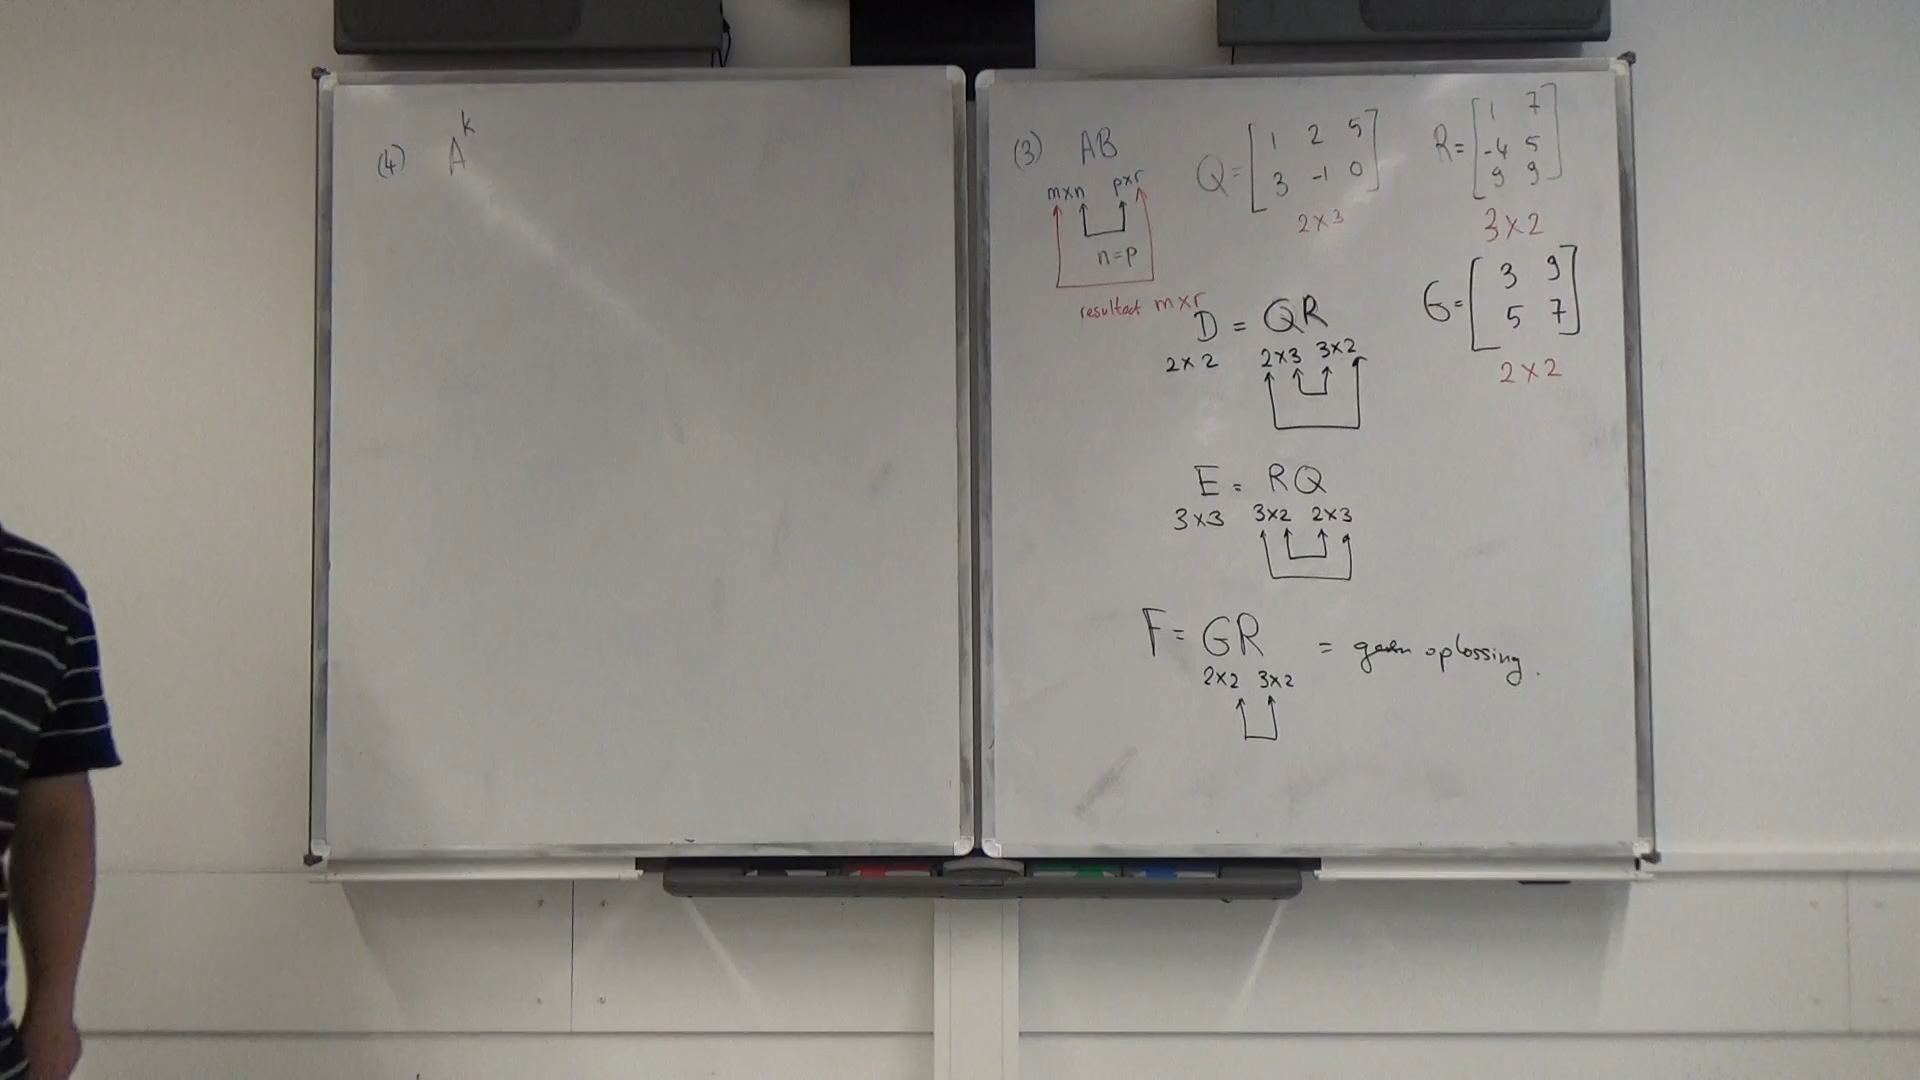 (4) A^k
(3) AB
m×n p×r
n=p
resultaat m×r
Q = [1 2 5
3 -1 0]
2×3
R = [1 7
-4 5
9 9]
3×2
G = [3 9
5 7]
2×2
D = QR
2×2 2×3 3×2
E = RQ
3×3 3×2 2×3
F = GR = geen oplossing.
2×2 3×2